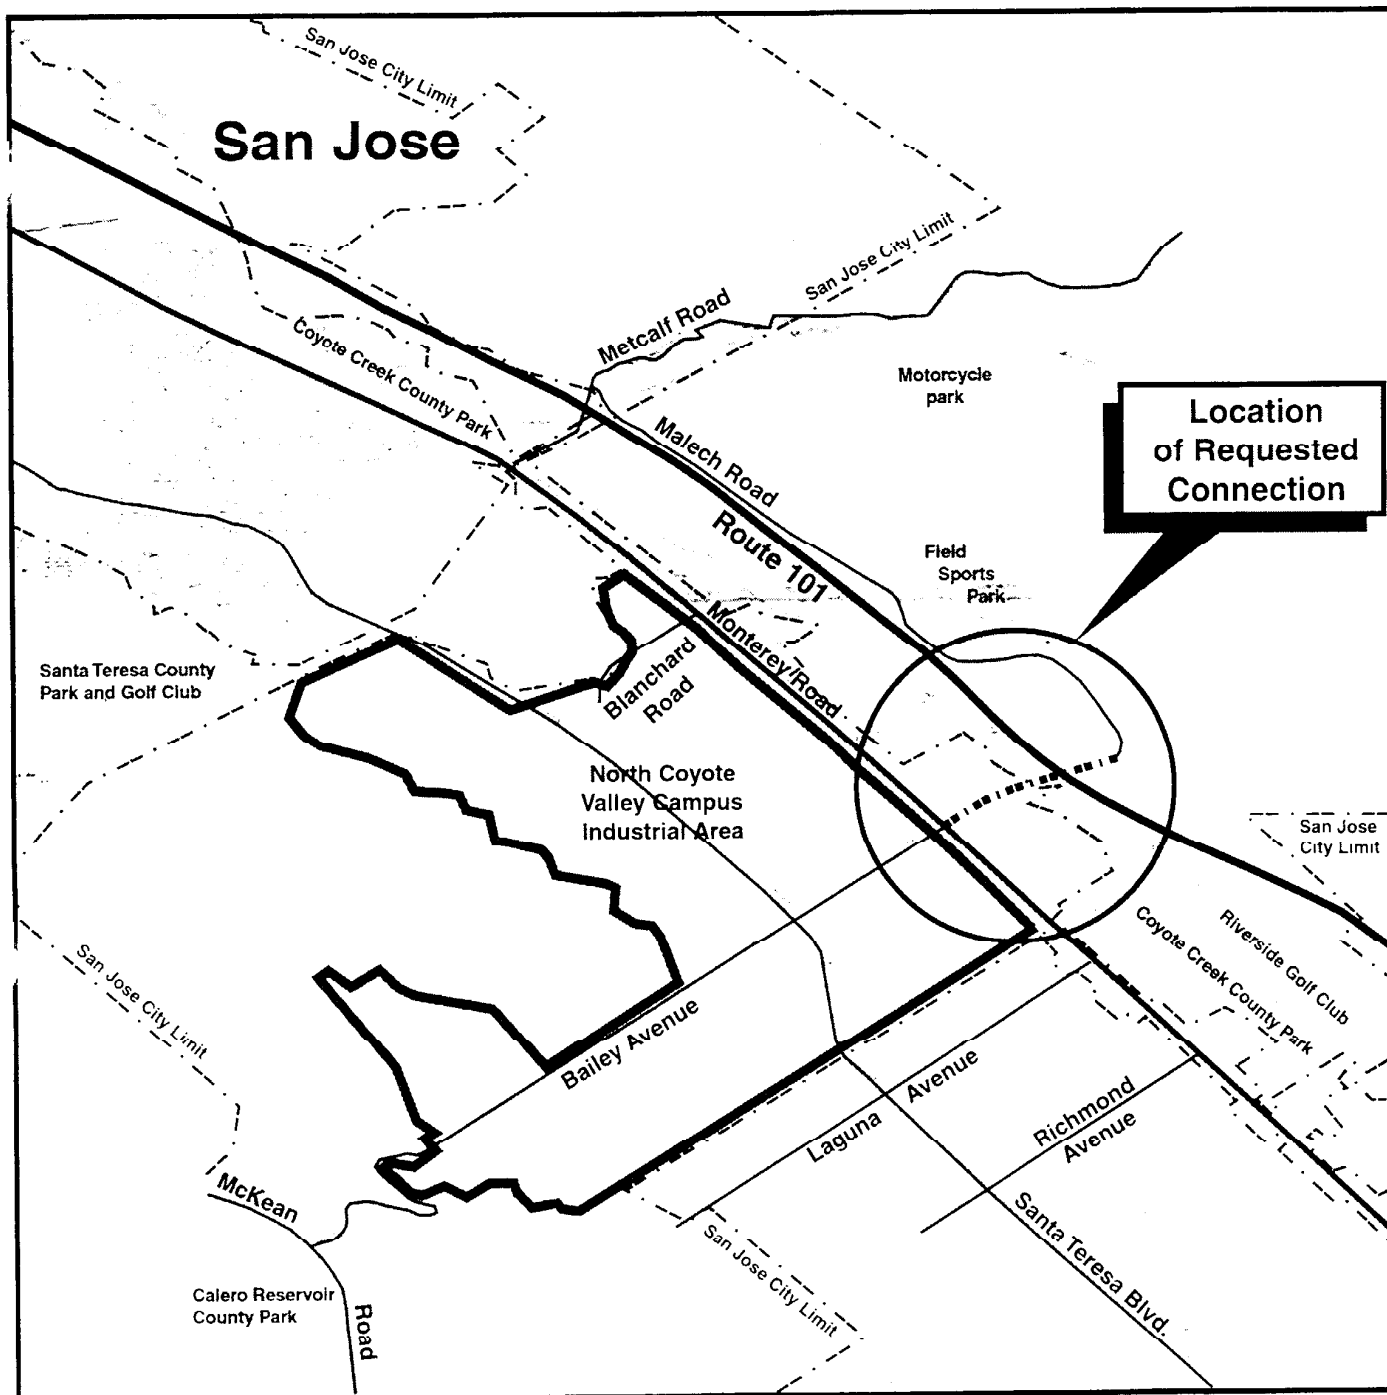 San Jose City Limit
San Jose
San Jose City Limit
Metcalf Road
Coyote Creek County Park
Motorcycle
park
Location
of Requested
Connection
Malech Road
Route 101
Field
Sports
Park
Monterey Road
Blanchard
Road
Santa Teresa County
Park and Golf Club
North Coyote
Valley Campus
Industrial Area
San Jose
City Limit
Riverside Golf Club
Coyote Creek County Park
San Jose City Limit
Bailey Avenue
Laguna Avenue
Richmond
Avenue
McKean
Road
Santa Teresa Blvd.
San Jose City Limit
Calero Reservoir
County Park